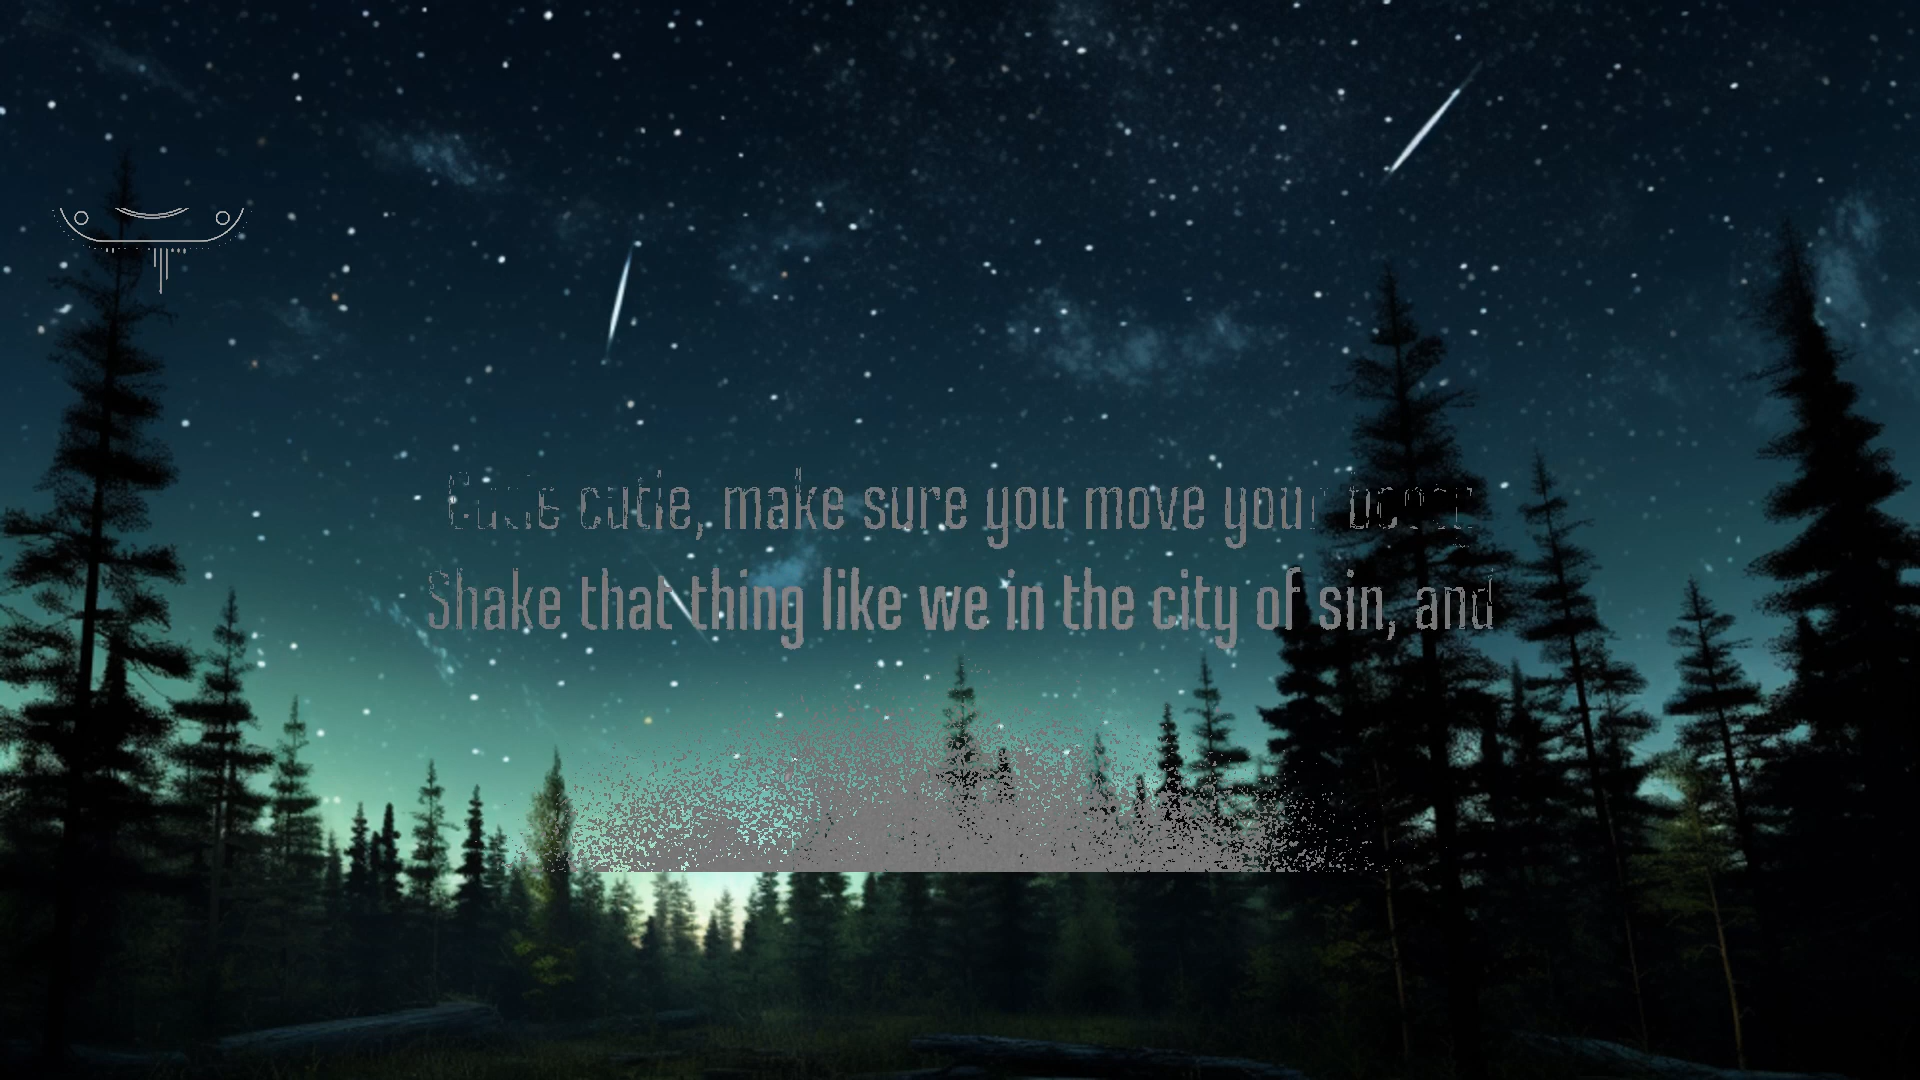 cutie, make sure you move your
Shake that thing like we in the city of sin, and